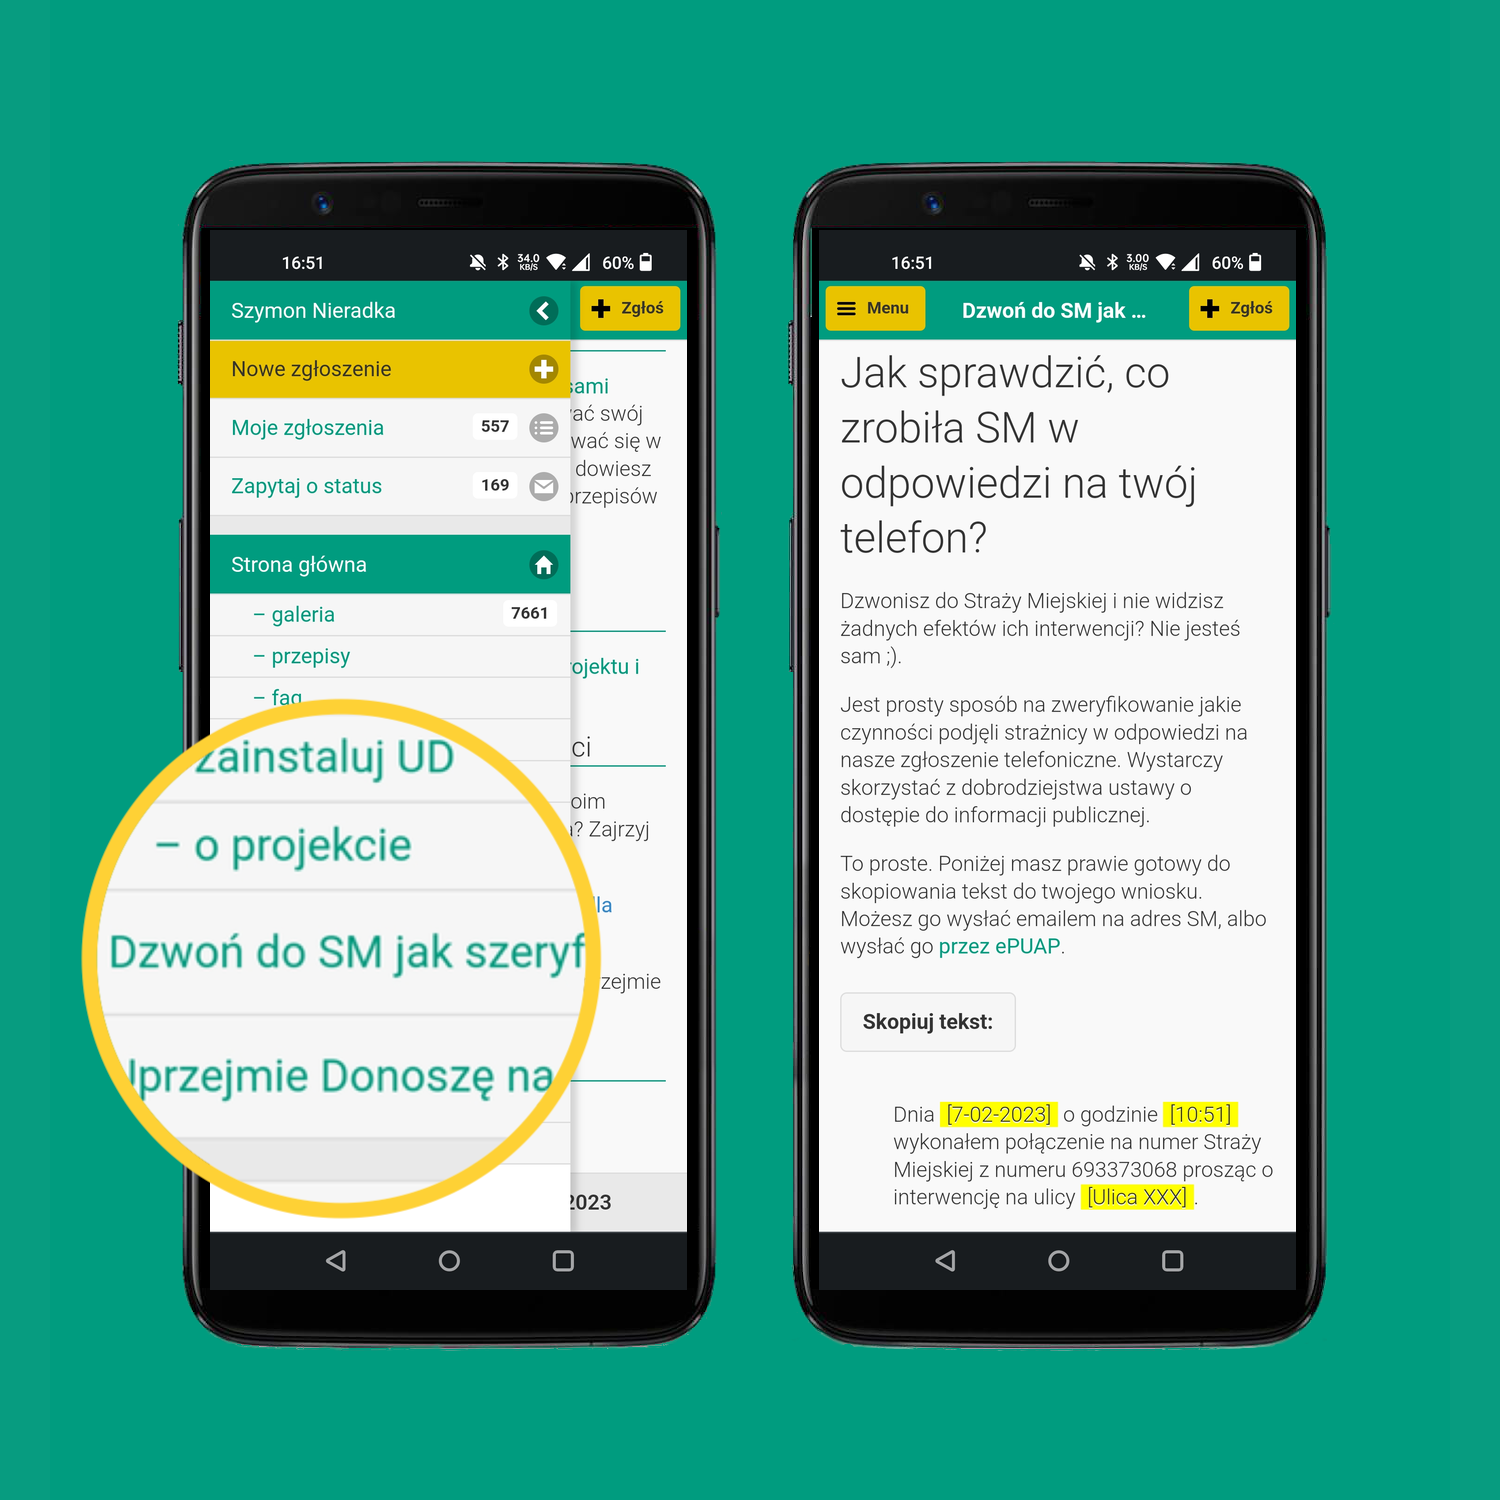 16:51
34.0
KB/S
60%
Szymon Nieradka
Zgłoś
Nowe zgłoszenie
Moje zgłoszenia 557
Zapytaj o status 169
Strona główna
– galeria 7661
– przepisy
– faq
sami
swój
się w
dowiesz
przepisów
ojektu i
ci
oim
? Zajrzyj
la
zejmie
2023
zainstaluj UD
– o projekcie
Dzwoń do SM jak szeryf
Uprzejmie Donoszę na
16:51
3.00
KB/S
60%
Menu
Dzwoń do SM jak ...
Zgłoś
Jak sprawdzić, co
zrobiła SM w
odpowiedzi na twój
telefon?
Dzwonisz do Straży Miejskiej i nie widzisz
żadnych efektów ich interwencji? Nie jesteś
sam ;).
Jest prosty sposób na zweryfikowanie jakie
czynności podjęli strażnicy w odpowiedzi na
nasze zgłoszenie telefoniczne. Wystarczy
skorzystać z dobrodziejstwa ustawy o
dostępie do informacji publicznej.
To proste. Poniżej masz prawie gotowy do
skopiowania tekst do twojego wniosku.
Możesz go wysłać emailem na adres SM, albo
wysłać go przez ePUAP.
Skopiuj tekst:
Dnia [7-02-2023] o godzinie [10:51]
wykonałem połączenie na numer Straży
Miejskiej z numeru 693373068 prosząc o
interwencję na ulicy [Ulica XXX].